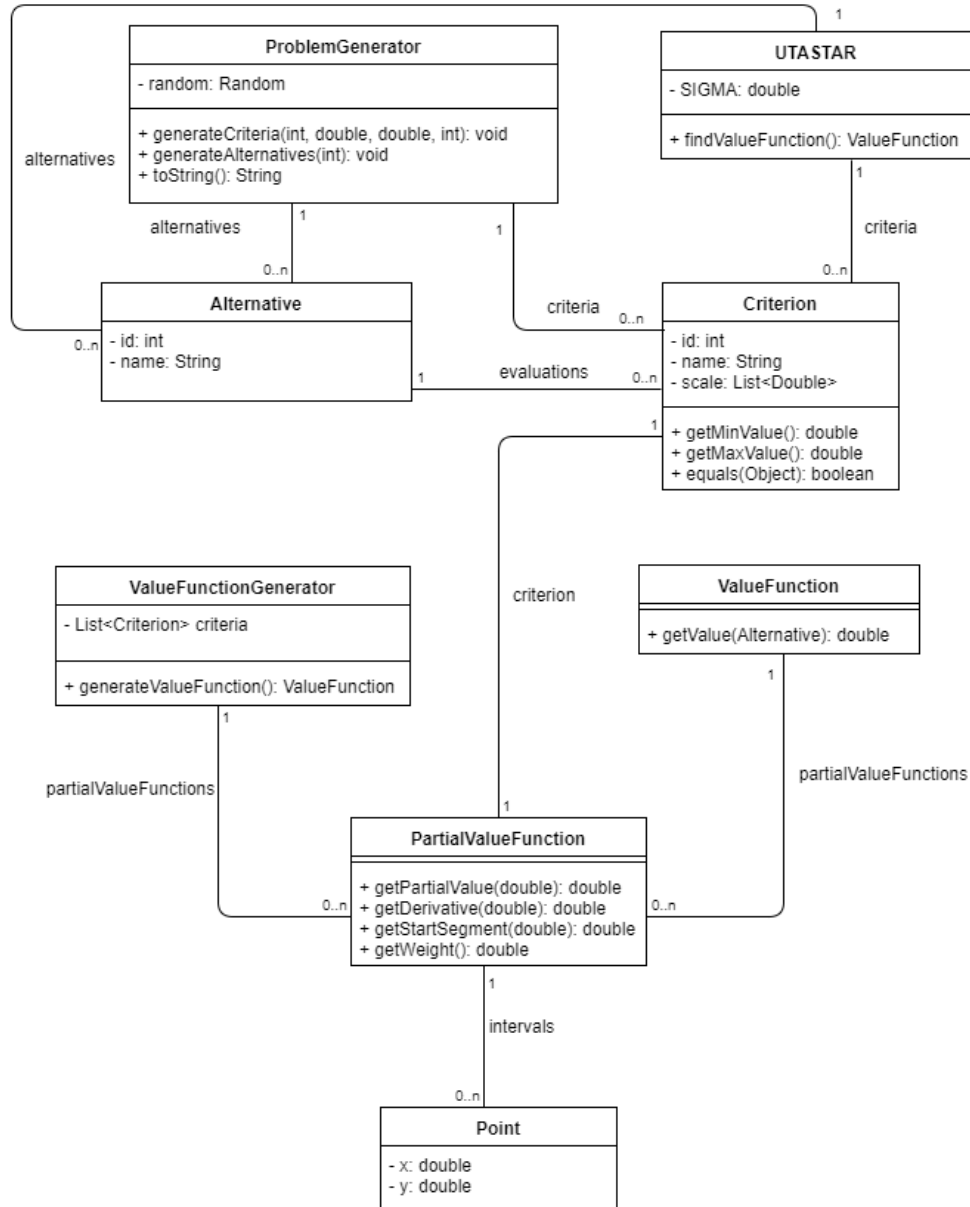 1
ProblemGenerator
- random: Random
+ generateCriteria(int, double, double, int): void
+ generateAlternatives(int): void
+ toString(): String
UTASTAR
- SIGMA: double
+ findValueFunction(): ValueFunction
alternatives
1
1
1
alternatives
criteria
0..n
0..n
Alternative
- id: int
- name: String
0..n
criteria
0..n
Criterion
- id: int
- name: String
- scale: List<Double>
+ getMinValue(): double
+ getMaxValue(): double
+ equals(Object): boolean
1
evaluations
0..n
1
criterion
ValueFunctionGenerator
- List<Criterion> criteria
+ generateValueFunction(): ValueFunction
ValueFunction
+ getValue(Alternative): double
1
1
partialValueFunctions
partialValueFunctions
1
PartialValueFunction
+ getPartialValue(double): double
+ getDerivative(double): double
+ getStartSegment(double): double
+ getWeight(): double
0..n
0..n
1
intervals
0..n
Point
- x: double
- y: double